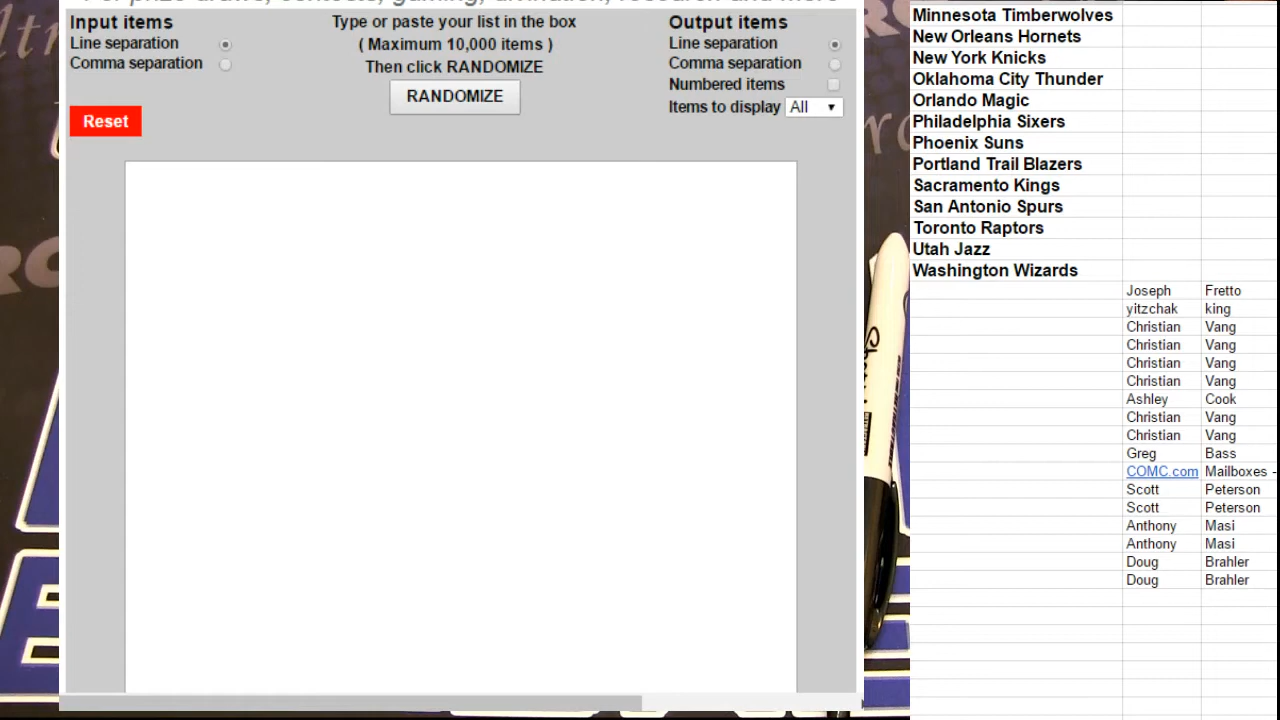 Input items
Line separation
Comma separation
Reset
Type or paste your list in the box
( Maximum 10,000 items )
Then click RANDOMIZE
RANDOMIZE
Output items
Line separation
Comma separation
Numbered items
Items to display All
Minnesota Timberwolves
New Orleans Hornets
New York Knicks
Oklahoma City Thunder
Orlando Magic
Philadelphia Sixers
Phoenix Suns
Portland Trail Blazers
Sacramento Kings
San Antonio Spurs
Toronto Raptors
Utah Jazz
Washington Wizards
Joseph Fretto
yitzchak king
Christian Vang
Christian Vang
Christian Vang
Christian Vang
Ashley Cook
Christian Vang
Christian Vang
Greg Bass
COMC.com Mailboxes -
Scott Peterson
Scott Peterson
Anthony Masi
Anthony Masi
Doug Brahler
Doug Brahler